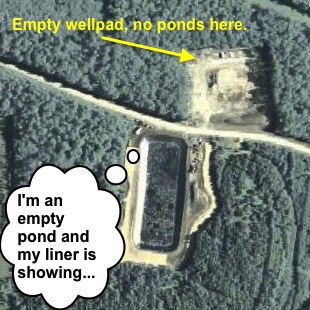 Empty wellpad, no ponds here.
I'm an
empty
pond and
my liner is
showing...